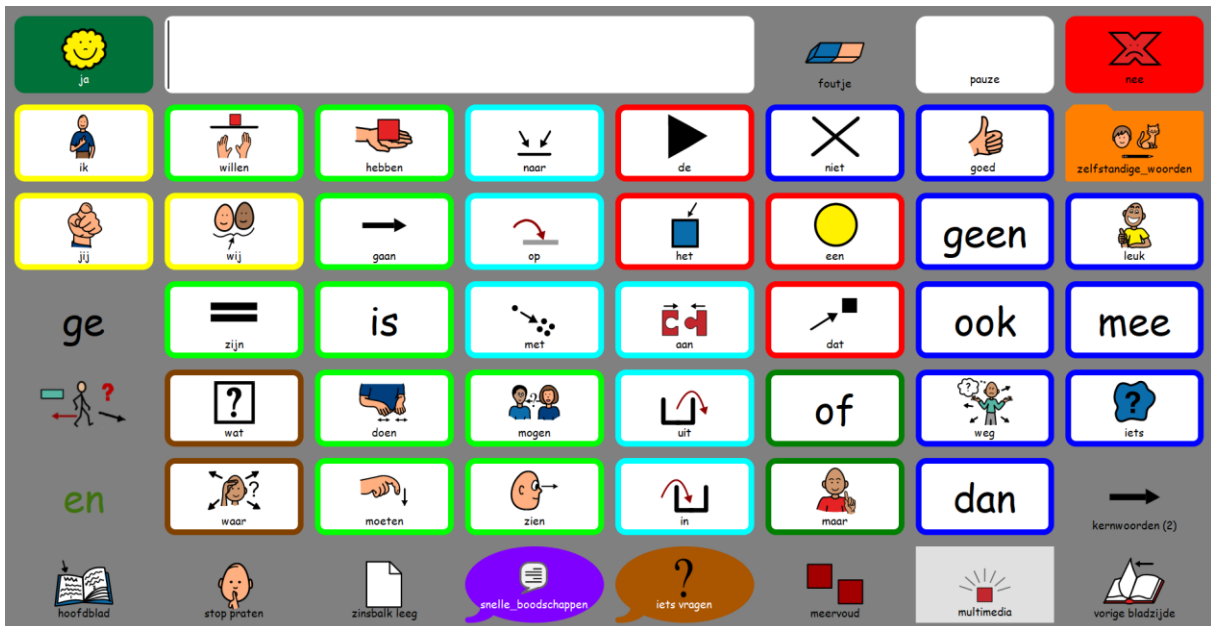 ja
foutje
pauze
nee
ik
willen
hebben
naar
de
niet
goed
zelfstandige_woorden
jij
wij
gaan
op
het
een
geen
leuk
ge
zijn
is
met
aan
dat
ook
mee
?
?
wat
doen
mogen
uit
of
weg
?
iets
en
?
waar
moeten
zien
in
maar
dan
kernwoorden (2)
hoofdblad
stop praten
zinsbalk leeg
snelle_boodschappen
?
iets vragen
meervoud
multimedia
vorige bladzijde